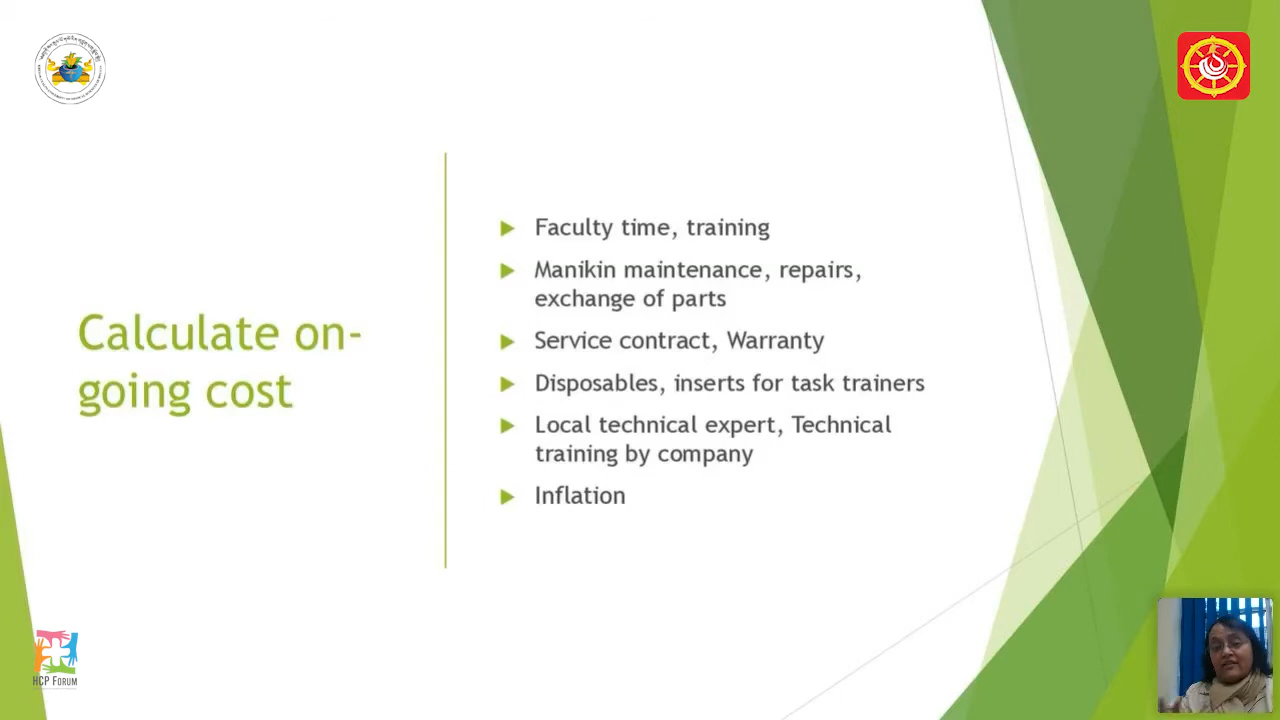 Calculate on-
going cost
Faculty time, training
Manikin maintenance, repairs,
exchange of parts
Service contract, Warranty
Disposables, inserts for task trainers
Local technical expert, Technical
training by company
Inflation
HCP FORUM